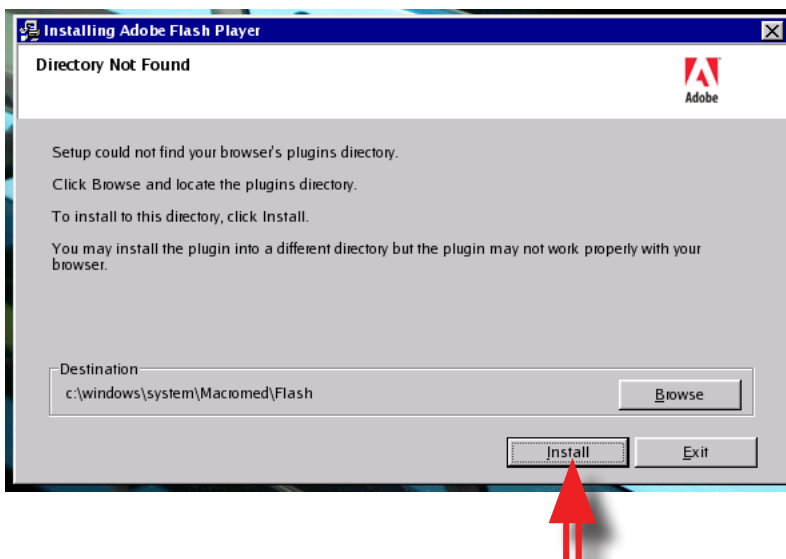 Installing Adobe Flash Player
Directory Not Found
Adobe
Setup could not find your browser's plugins directory.
Click Browse and locate the plugins directory.
To install to this directory, click Install.
You may install the plugin into a different directory but the plugin may not work properly with your
browser.
Destination
c:\windows\system\Macromed\Flash
Browse
Install
Exit